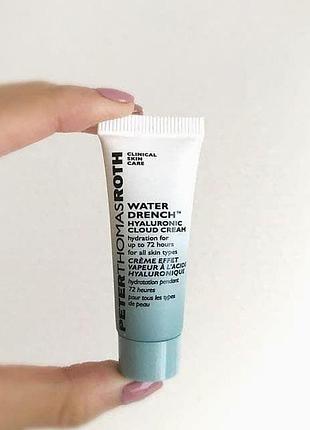 PETERTHOMASROTH
CLINICAL
SKIN
CARE
WATER
DRENCH™
HYALURONIC
CLOUD CREAM
hydration for
up to 72 hours
for all skin types
CRÈME EFFET
VAPEUR À L'ACIDE
HYALURONIQUE
hydratation pendant
72 heures
pour tous les types
de peau